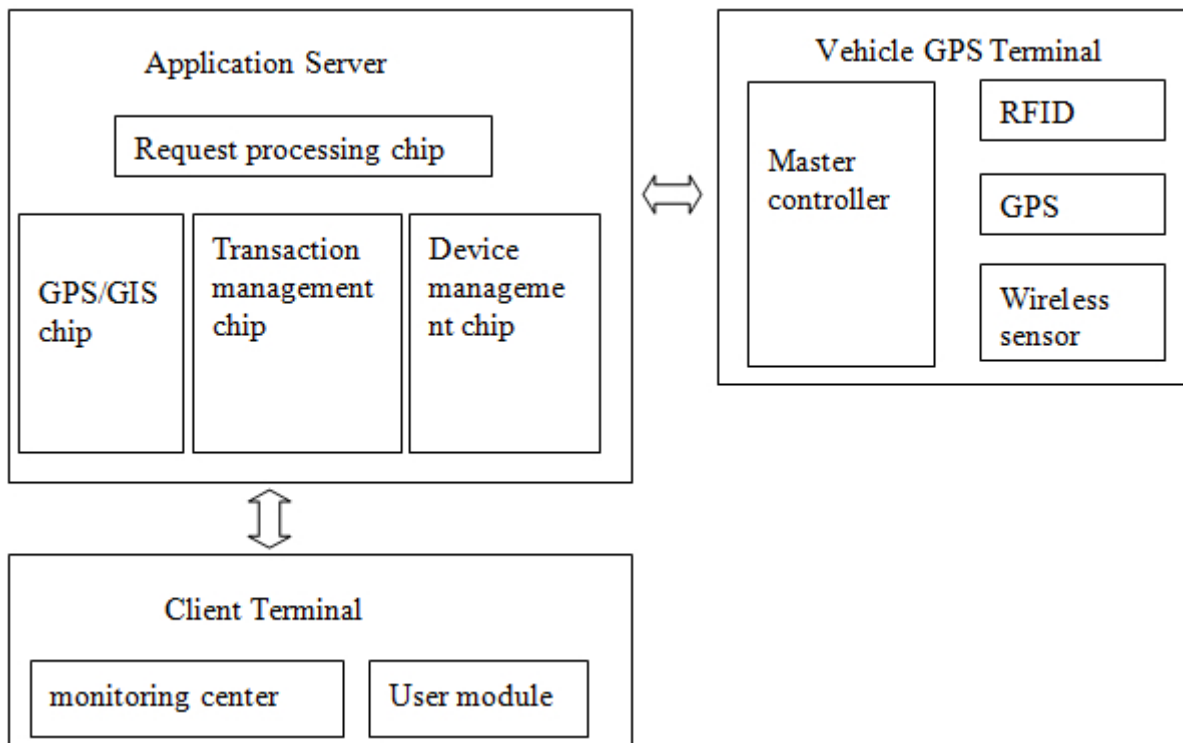 Application Server
Request processing chip
GPS/GIS
chip
Transaction
management
chip
Device
manageme
nt chip
Vehicle GPS Terminal
Master
controller
RFID
GPS
Wireless
sensor
Client Terminal
monitoring center
User module